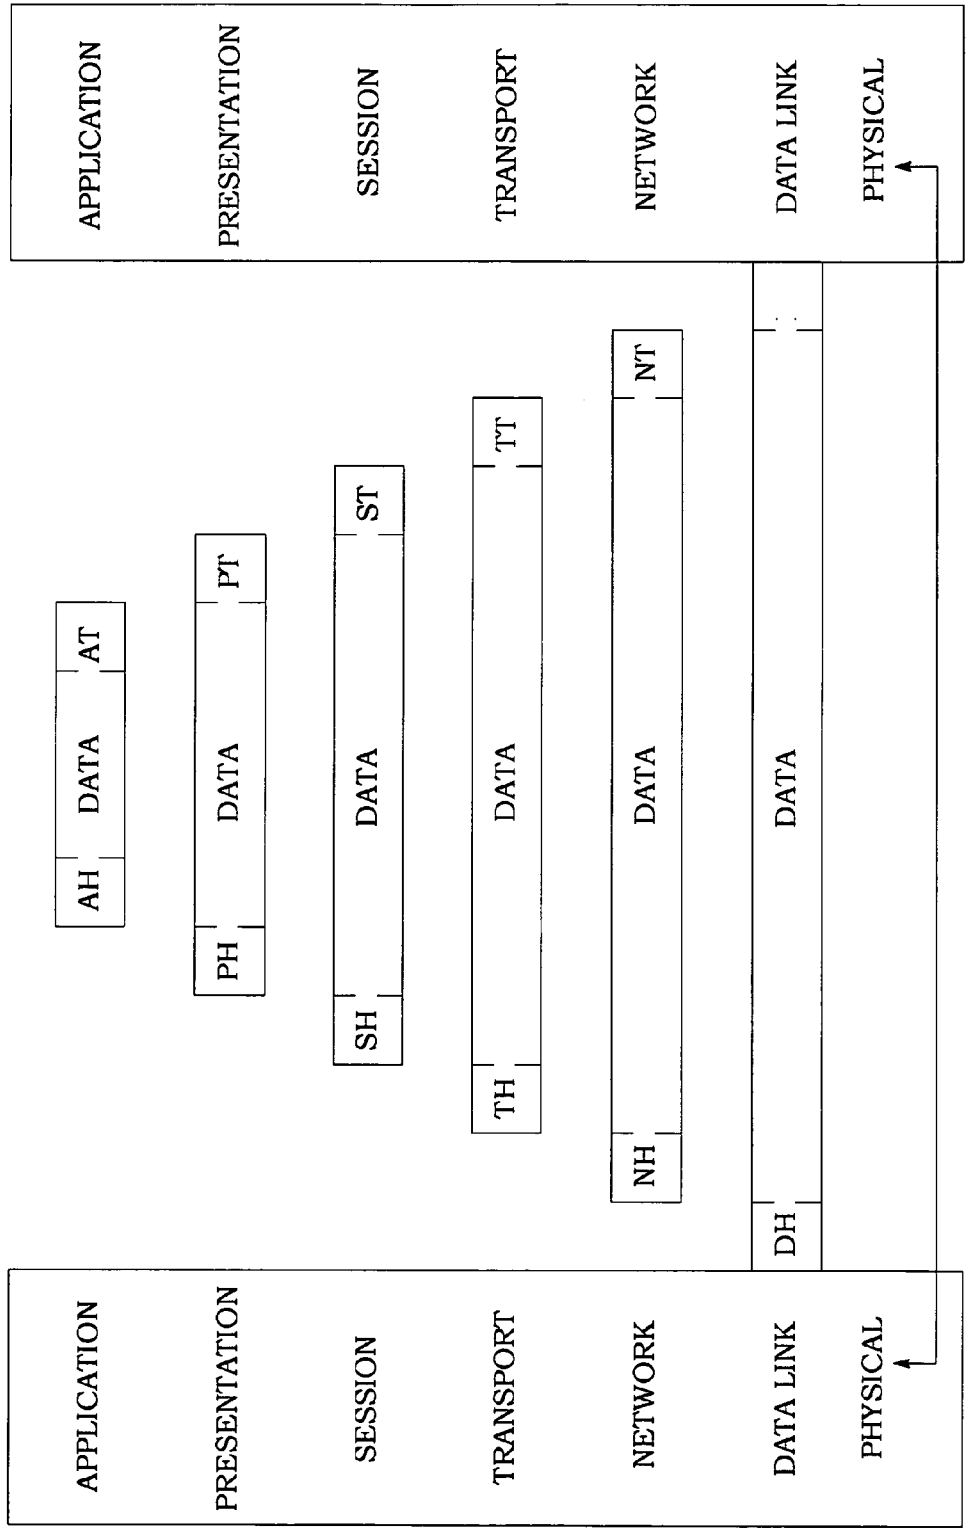 APPLICATION
AH DATA AT
APPLICATION
PRESENTATION
PH DATA PT
PRESENTATION
SESSION
SH DATA ST
SESSION
TRANSPORT
TH DATA TT
TRANSPORT
NETWORK
NH DATA NT
NETWORK
DATA LINK
DH DATA
DATA LINK
PHYSICAL
PHYSICAL